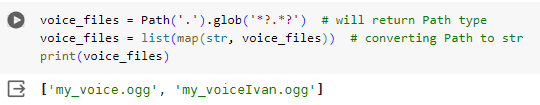 voice_files = Path('.').glob('*?.*?')  # will return Path type
voice_files = list(map(str, voice_files))  # converting Path to str
print(voice_files)
['my_voice.ogg', 'my_voiceIvan.ogg']